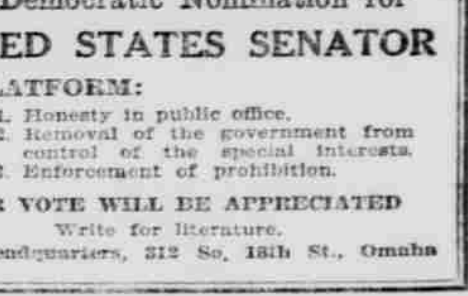 Democratic Nomination for
ED STATES SENATOR
LATFORM:
1. Honesty in public office.
2. Removal of the government from
control of the special interests.
3. Enforcement of prohibition.
R VOTE WILL BE APPRECIATED
Write for literature.
eadquarters, 312 So. 18th St., Omaha